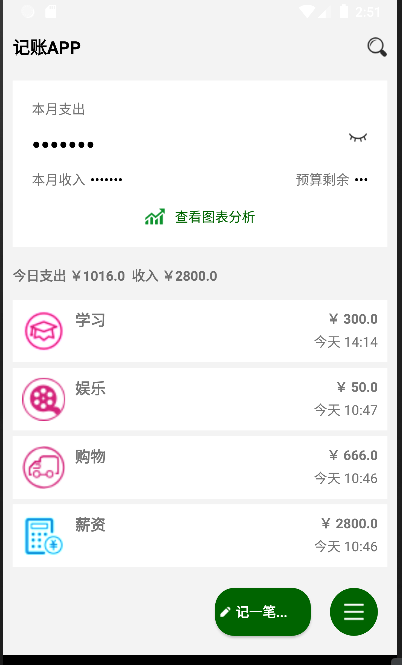 2:51
记账APP
本月支出
•••••••
本月收入 ••••••• 预算剩余 •••
查看图表分析
今日支出 ￥1016.0 收入 ￥2800.0
学习 ￥ 300.0
今天 14:14
娱乐 ￥ 50.0
今天 10:47
购物 ￥ 666.0
今天 10:46
薪资 ￥ 2800.0
今天 10:46
记一笔...